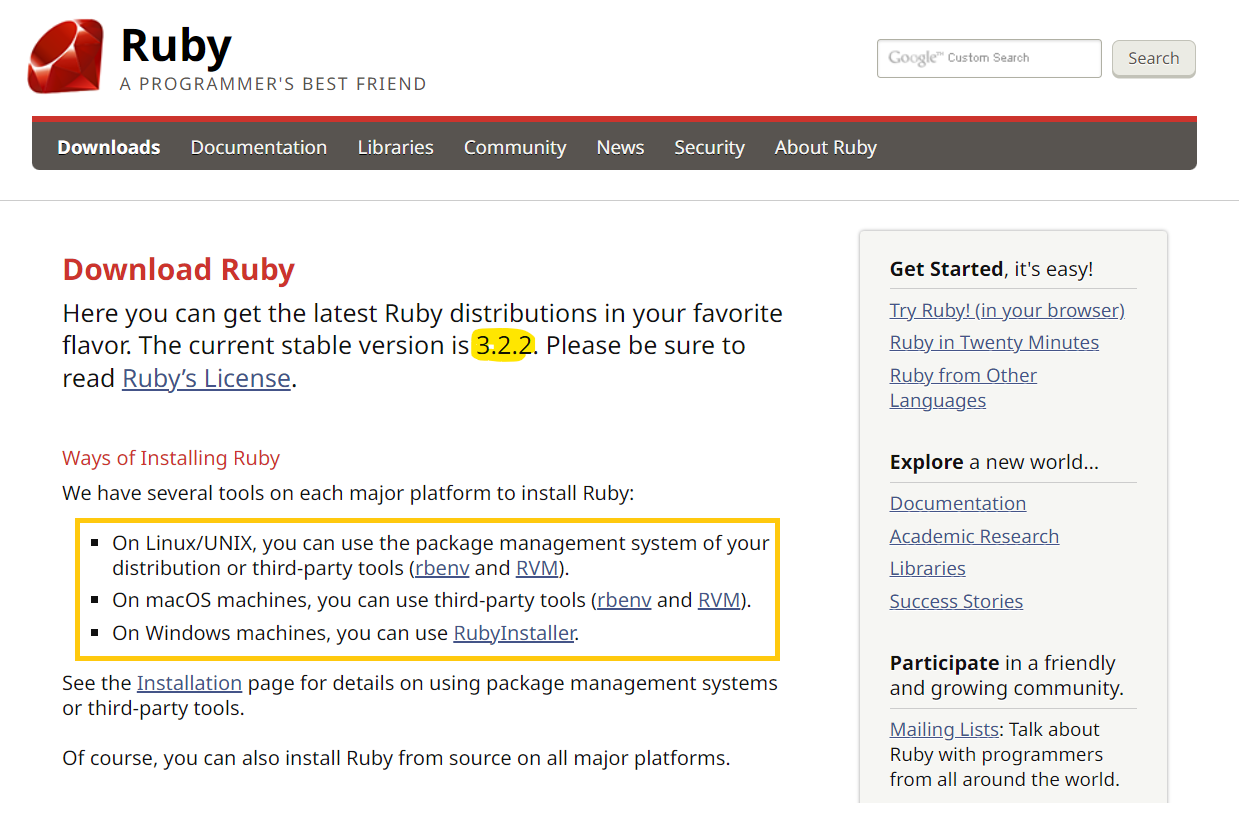 Ruby
A PROGRAMMER'S BEST FRIEND
Google™ Custom Search
Search
Downloads Documentation Libraries Community News Security About Ruby
Download Ruby
Here you can get the latest Ruby distributions in your favorite
flavor. The current stable version is 3.2.2. Please be sure to
read Ruby’s License.
Ways of Installing Ruby
We have several tools on each major platform to install Ruby:
▪ On Linux/UNIX, you can use the package management system of your
distribution or third-party tools (rbenv and RVM).
▪ On macOS machines, you can use third-party tools (rbenv and RVM).
▪ On Windows machines, you can use RubyInstaller.
See the Installation page for details on using package management systems
or third-party tools.
Of course, you can also install Ruby from source on all major platforms.
Get Started, it's easy!
Try Ruby! (in your browser)
Ruby in Twenty Minutes
Ruby from Other
Languages
Explore a new world...
Documentation
Academic Research
Libraries
Success Stories
Participate in a friendly
and growing community.
Mailing Lists: Talk about
Ruby with programmers
from all around the world.